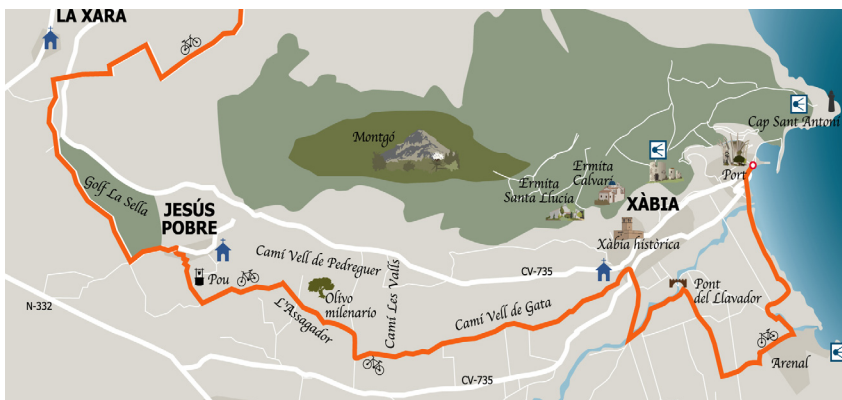 LA XARA
Cap Sant Antoni
Montgó
Ermita
Calvari
Port
Ermita
Santa Llucia
Golf La Sella
JESÚS
POBRE
XÀBIA
Xàbia històrica
Camí Vell de Pedreguer
CV-735
Pou
Olivo
milenario
Pont
del Llavador
N-332
L'Assagador
Camí Les Valls
Camí Vell de Gata
Arenal
CV-735